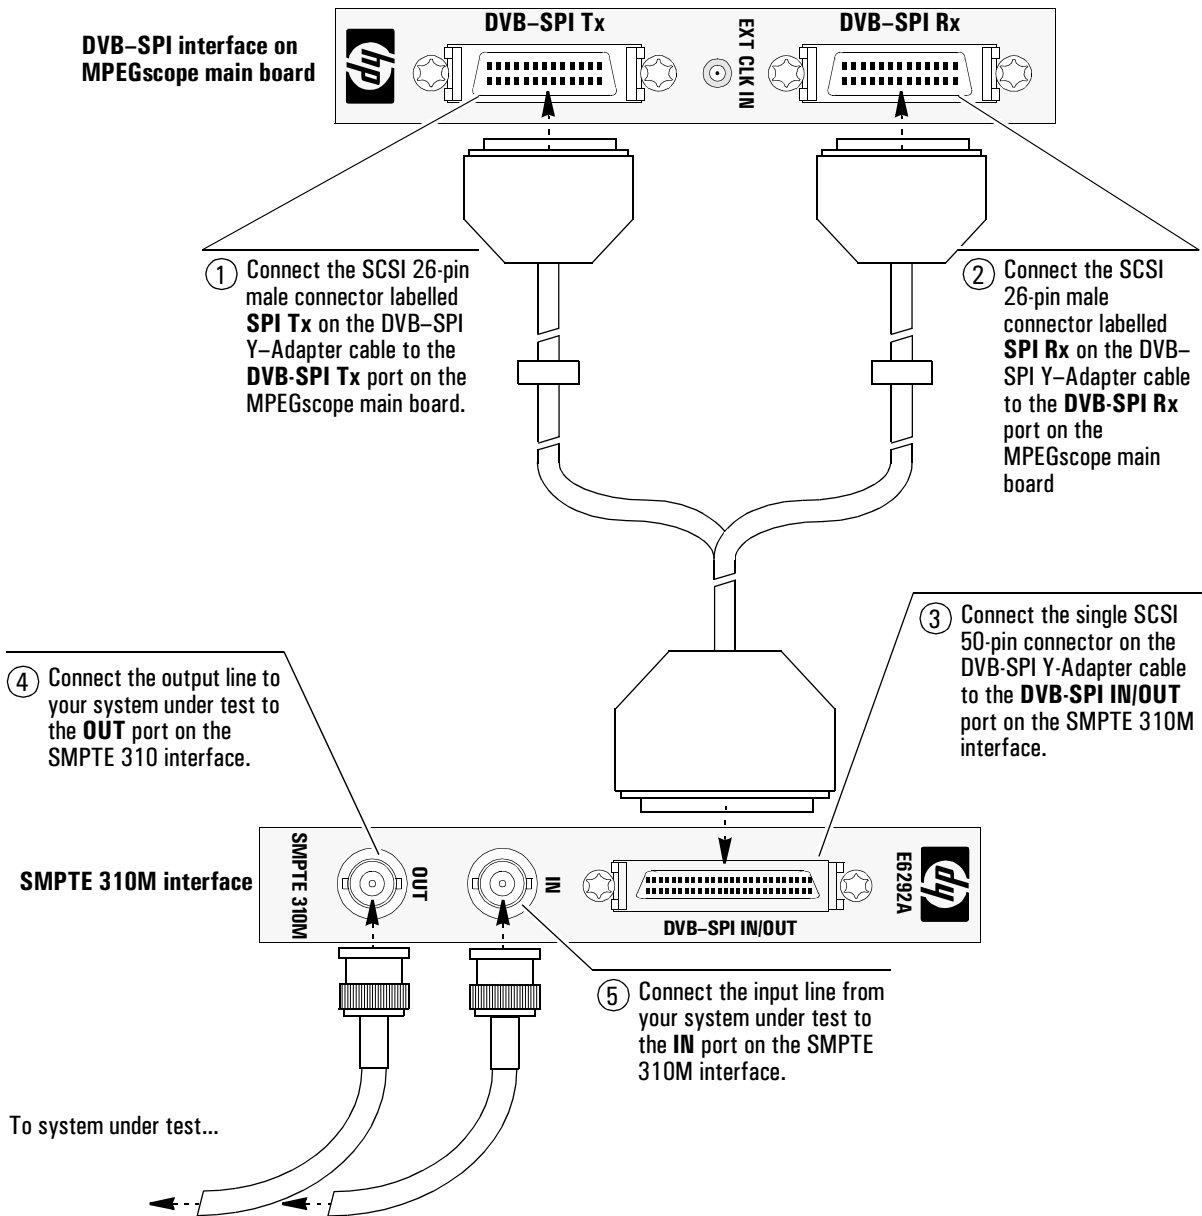 DVB–SPI Tx
EXT CLK IN
DVB–SPI Rx
DVB–SPI interface on
MPEGscope main board
hp
1 Connect the SCSI 26-pin
male connector labelled
SPI Tx on the DVB–SPI
Y–Adapter cable to the
DVB-SPI Tx port on the
MPEGscope main board.
2 Connect the SCSI
26-pin male
connector labelled
SPI Rx on the DVB–
SPI Y–Adapter cable
to the DVB-SPI Rx
port on the
MPEGscope main
board
3 Connect the single SCSI
50-pin connector on the
DVB-SPI Y-Adapter cable
to the DVB-SPI IN/OUT
port on the SMPTE 310M
interface.
4 Connect the output line to
your system under test to
the OUT port on the
SMPTE 310 interface.
SMPTE 310M interface
SMPTE 310M
OUT
IN
DVB–SPI IN/OUT
E6292A
hp
5 Connect the input line from
your system under test to
the IN port on the SMPTE
310M interface.
To system under test...